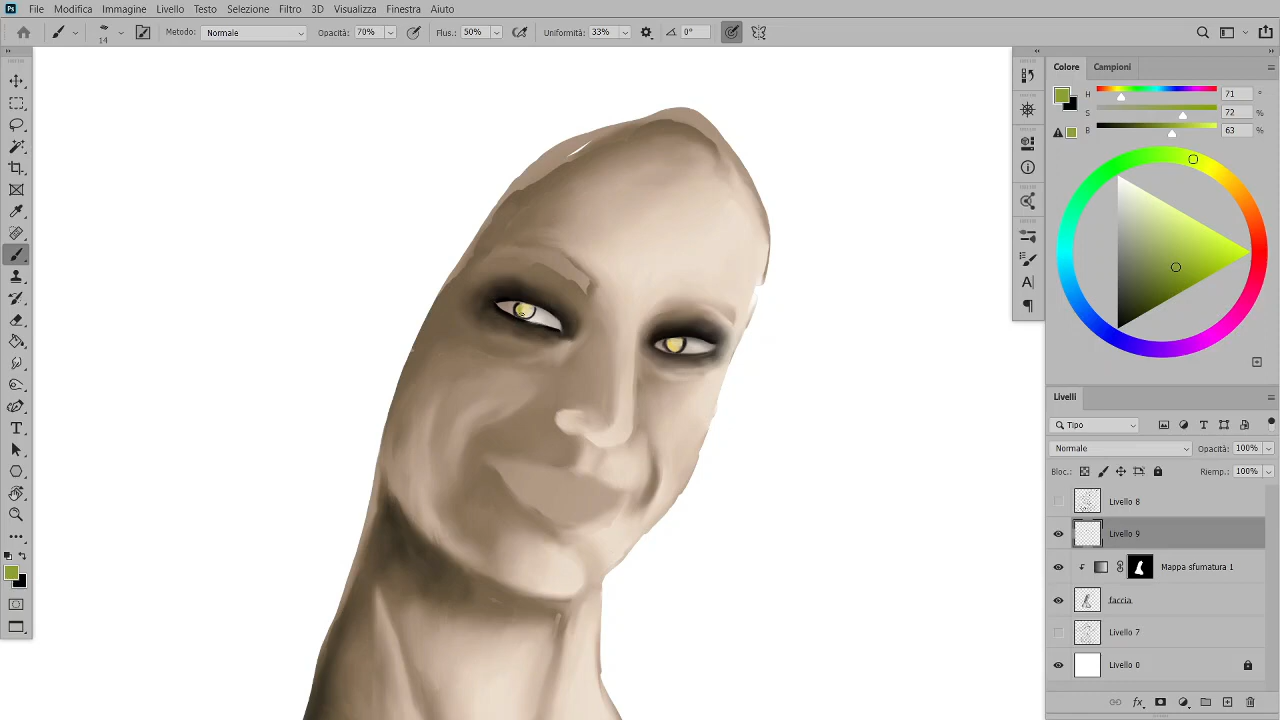 Ps File Modifica Immagine Livello Testo Selezione Filtro 3D Visualizza Finestra Aiuto
14 Metodo: Normale Opacità: 70% Flus.: 50% Uniformità: 33% 0°
Colore Campioni
H 71 °
S 72 %
B 63 %
Livelli
Tipo
Normale Opacità: 100%
Bloc.: Riemp.: 100%
Livello 8
Livello 9
Mappa sfumatura 1
faccia
Livello 7
Livello 0